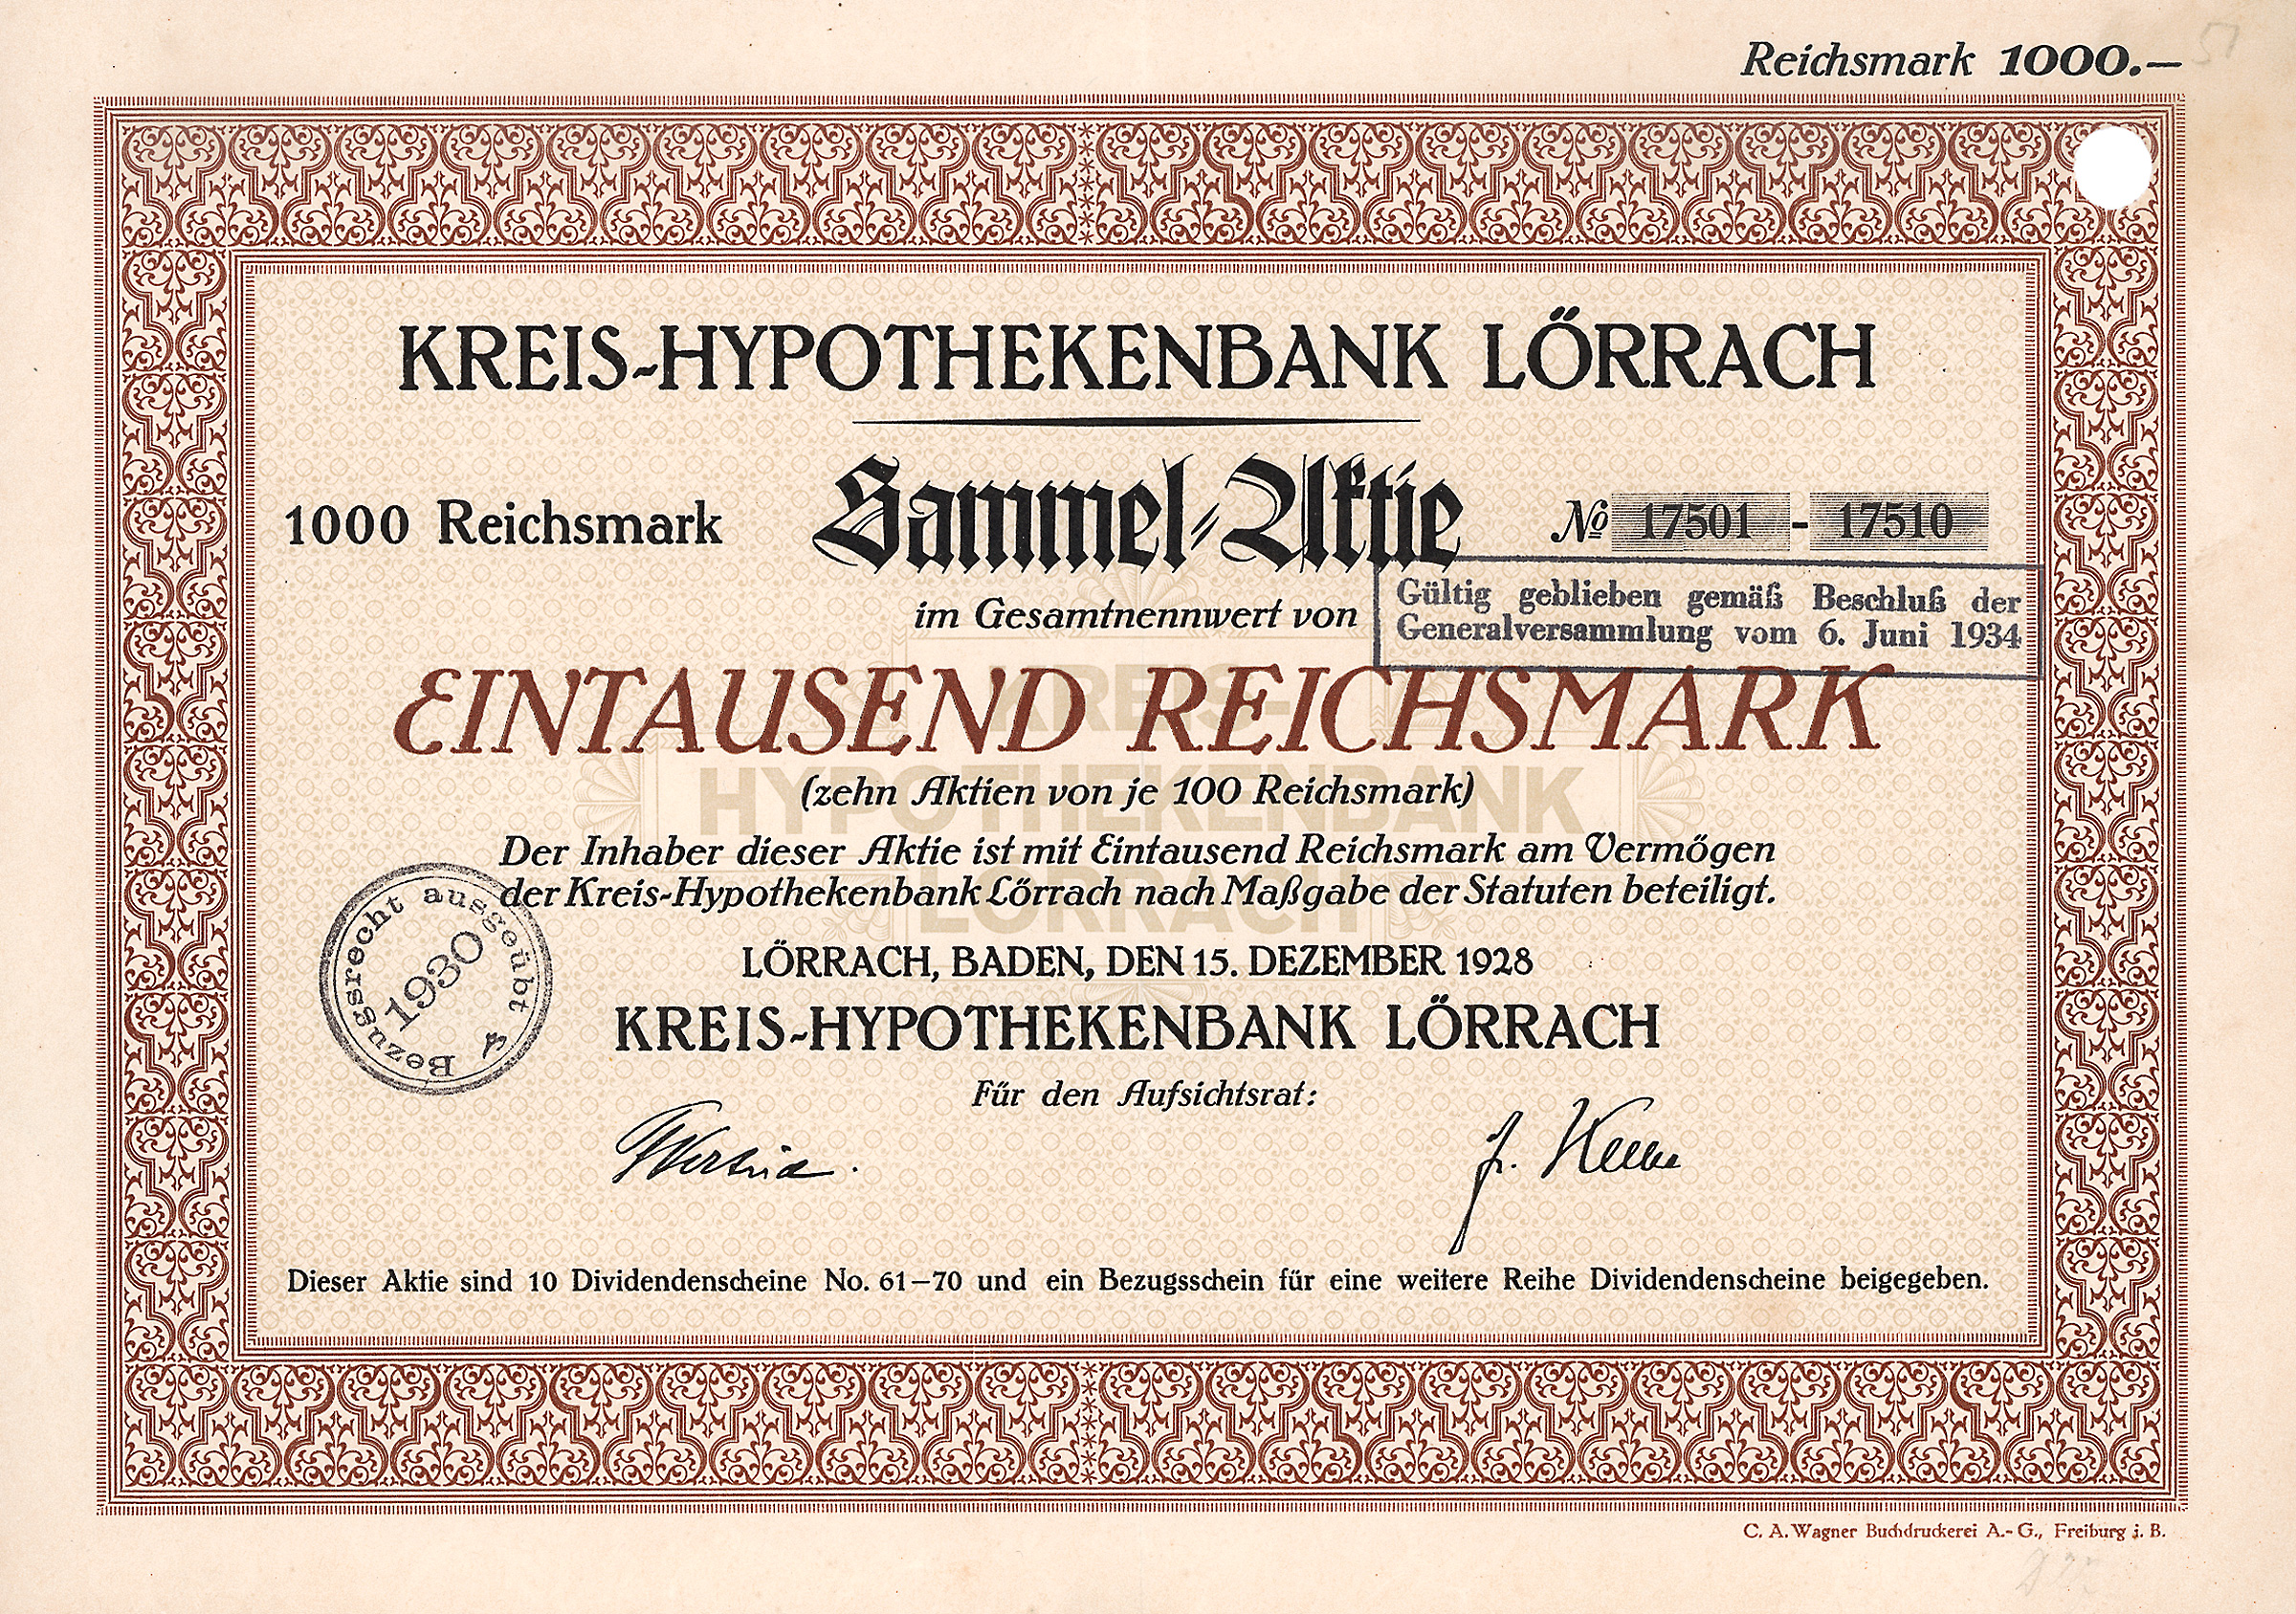 Reichsmark 1000.—
KREIS-HYPOTHEKENBANK LÖRRACH
1000 Reichsmark
Sammel-Aktie
No 17501 - 17510
Gültig geblieben gemäß Beschluß der
Generalversammlung vom 6. Juni 1934
im Gesamtnennwert von
EINTAUSEND REICHSMARK
(zehn Aktien von je 100 Reichsmark)
KREIS-
HYPOTHEKENBANK
LÖRRACH
Der Inhaber dieser Aktie ist mit Eintausend Reichsmark am Vermögen
der Kreis-Hypothekenbank Lörrach nach Maßgabe der Statuten beteiligt.
Bezugsrecht ausgeübt
1930
LÖRRACH, BADEN, DEN 15. DEZEMBER 1928
KREIS-HYPOTHEKENBANK LÖRRACH
Für den Aufsichtsrat:
Dieser Aktie sind 10 Dividendenscheine No. 61—70 und ein Bezugsschein für eine weitere Reihe Dividendenscheine beigegeben.
C. A. Wagner Buchdruckerei A.-G., Freiburg i. B.